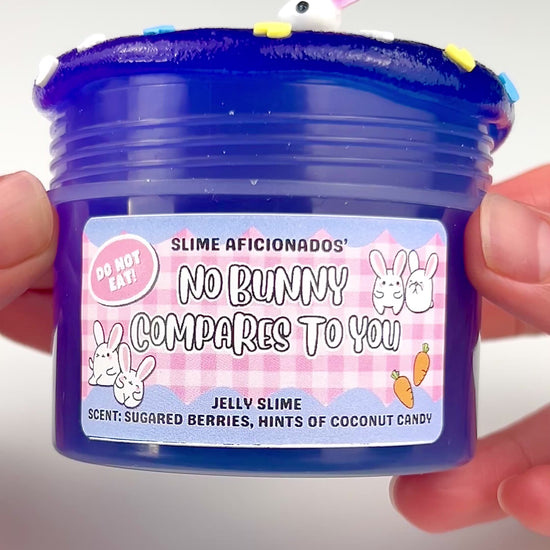 SLIME AFICIONADOS'
DO NOT
EAT!
NO BUNNY
COMPARES TO YOU
JELLY SLIME
SCENT: SUGARED BERRIES, HINTS OF COCONUT CANDY